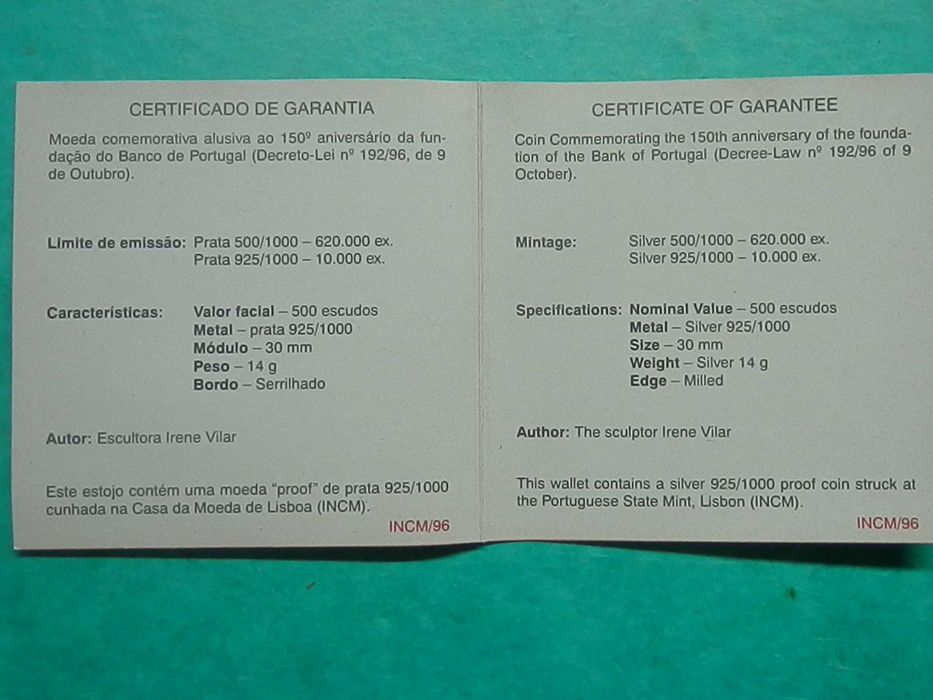 CERTIFICADO DE GARANTIA
Moeda comemorativa alusiva ao 150º aniversário da fun-
dação do Banco de Portugal (Decreto-Lei nº 192/96, de 9
de Outubro).
Limite de emissão: Prata 500/1000 – 620.000 ex.
Prata 925/1000 – 10.000 ex.
Características: Valor facial – 500 escudos
Metal – prata 925/1000
Módulo – 30 mm
Peso – 14 g
Bordo – Serrilhado
Autor: Escultora Irene Vilar
Este estojo contém uma moeda “proof” de prata 925/1000
cunhada na Casa da Moeda de Lisboa (INCM).
INCM/96
CERTIFICATE OF GARANTEE
Coin Commemorating the 150th anniversary of the founda-
tion of the Bank of Portugal (Decree-Law nº 192/96 of 9
October).
Mintage: Silver 500/1000 – 620.000 ex.
Silver 925/1000 – 10.000 ex.
Specifications: Nominal Value – 500 escudos
Metal – Silver 925/1000
Size – 30 mm
Weight – Silver 14 g
Edge – Milled
Author: The sculptor Irene Vilar
This wallet contains a silver 925/1000 proof coin struck at
the Portuguese State Mint, Lisbon (INCM).
INCM/96